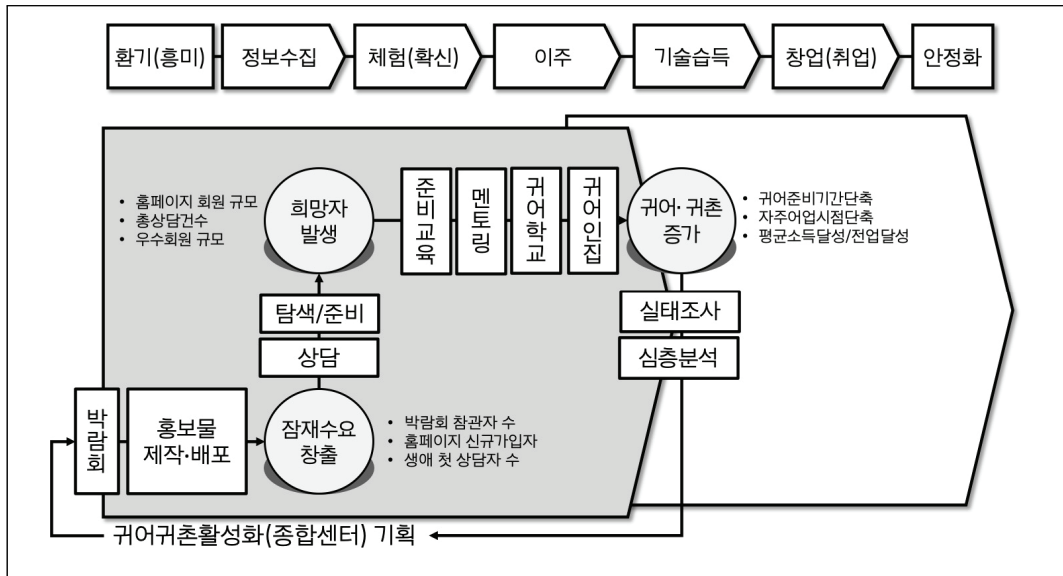 환기(흥미)
정보수집
체험(확신)
이주
기술습득
창업(취업)
안정화
• 홈페이지 회원 규모
• 총상담건수
• 우수회원 규모
희망자
발생
준비교육
멘토링
귀어학교
귀어인집
귀어·귀촌
증가
• 귀어준비기간단축
• 자주어업시점단축
• 평균소득달성/전업달성
탐색/준비
상담
실태조사
심층분석
박람회
홍보물
제작·배포
잠재수요
창출
• 박람회 참관자 수
• 홈페이지 신규가입자
• 생애 첫 상담자 수
귀어귀촌활성화(종합센터) 기획